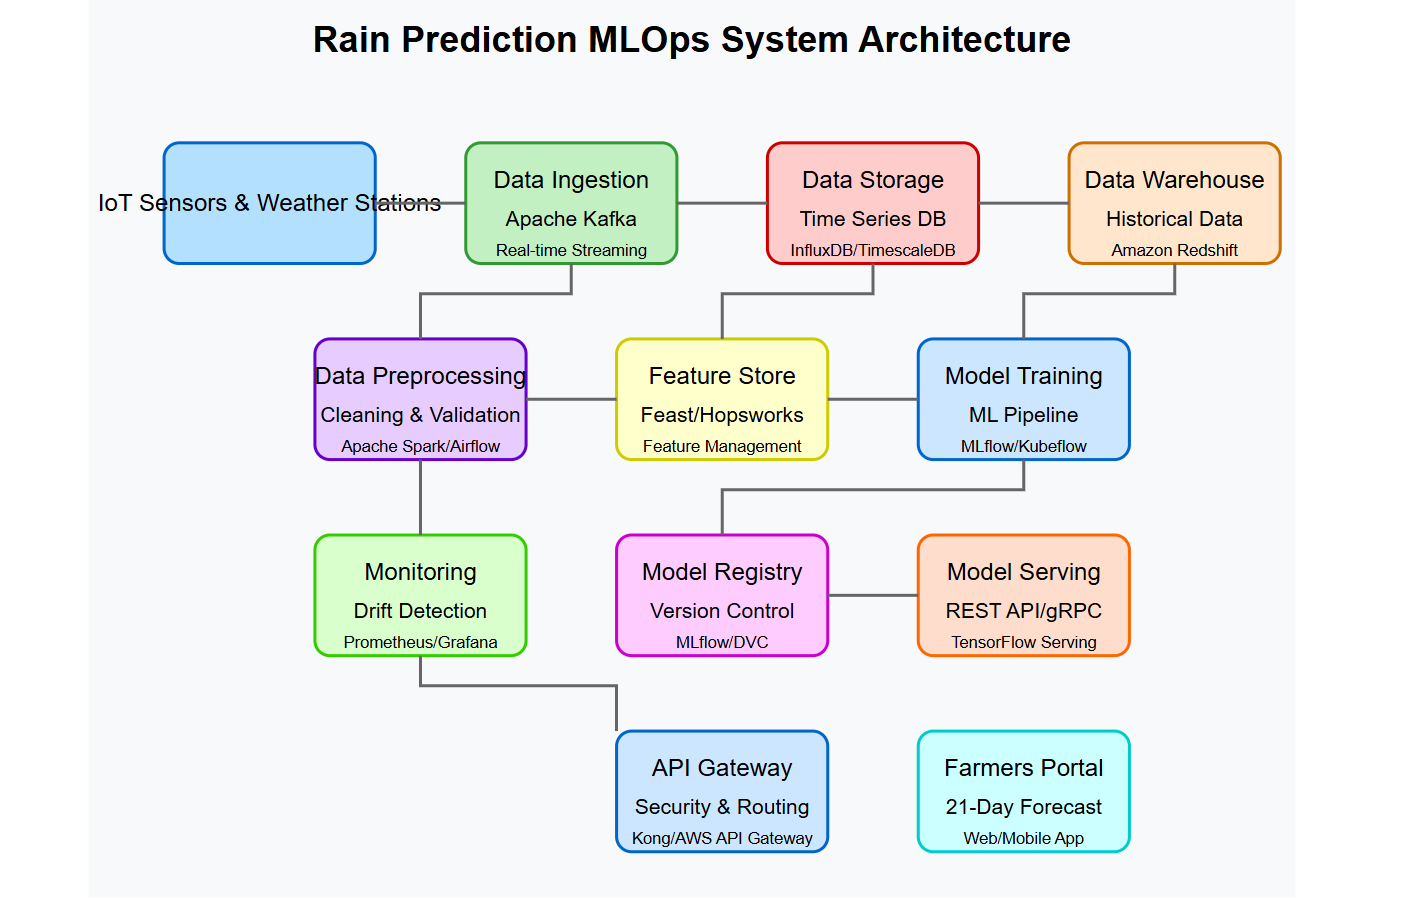 Rain Prediction MLOps System Architecture
IoT Sensors & Weather Stations
Data Ingestion
Apache Kafka
Real-time Streaming
Data Storage
Time Series DB
InfluxDB/TimescaleDB
Data Warehouse
Historical Data
Amazon Redshift
Data Preprocessing
Cleaning & Validation
Apache Spark/Airflow
Feature Store
Feast/Hopsworks
Feature Management
Model Training
ML Pipeline
MLflow/Kubeflow
Monitoring
Drift Detection
Prometheus/Grafana
Model Registry
Version Control
MLflow/DVC
Model Serving
REST API/gRPC
TensorFlow Serving
API Gateway
Security & Routing
Kong/AWS API Gateway
Farmers Portal
21-Day Forecast
Web/Mobile App